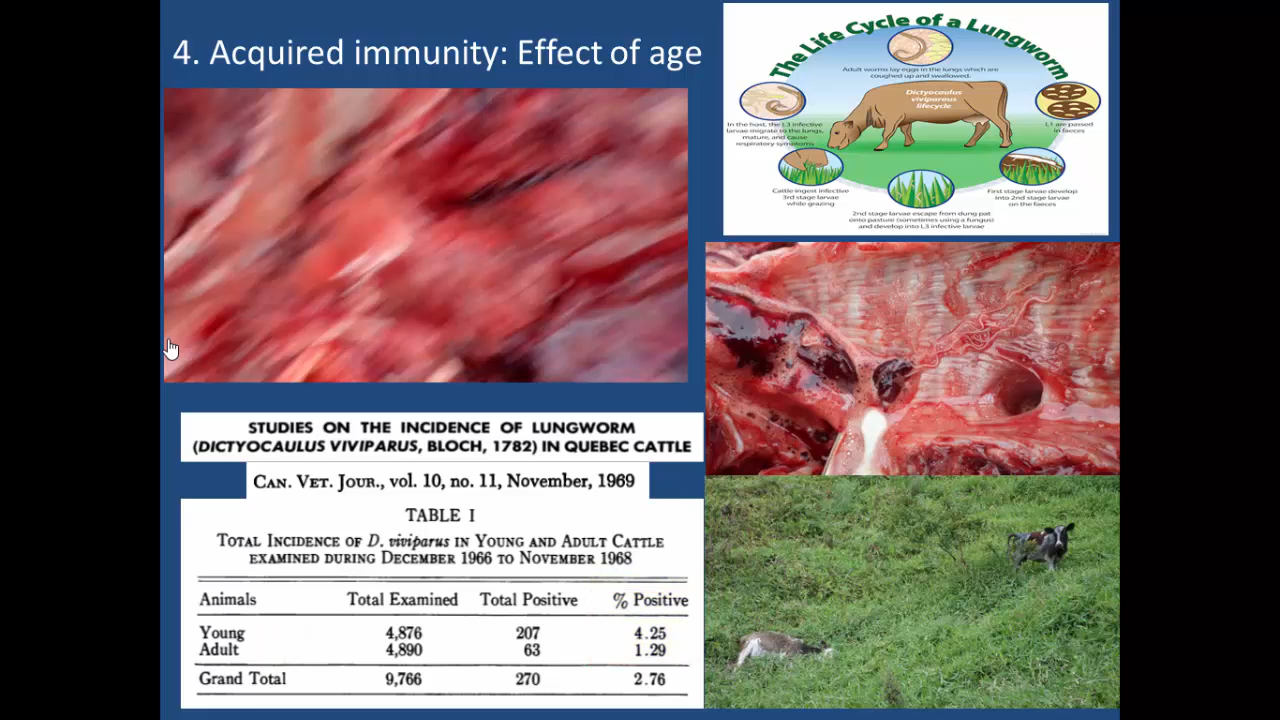 4. Acquired immunity: Effect of age
The Life Cycle of a Lungworm
Adult worms lay eggs in the lungs which are
coughed up and swallowed.
Dictyocaulus
viviparous
lifecycle
In the host, the L3 infective
larvae migrate to the lungs,
mature, and cause
respiratory symptoms
L1 are passed
in faeces
Cattle ingest infective
3rd stage larvae
while grazing
First stage larvae develop
into 2nd stage larvae
on the faeces
2nd stage larvae escape from dung pat
onto pasture (sometimes using a fungus)
and develop into L3 infective larvae
STUDIES ON THE INCIDENCE OF LUNGWORM
(DICTYOCAULUS VIVIPARUS, BLOCH, 1782) IN QUEBEC CATTLE
CAN. VET. JOUR., vol. 10, no. 11, November, 1969
TABLE I
TOTAL INCIDENCE OF D. viviparus IN YOUNG AND ADULT CATTLE
EXAMINED DURING DECEMBER 1966 TO NOVEMBER 1968
Animals Total Examined Total Positive % Positive
Young 4,876 207 4.25
Adult 4,890 63 1.29
Grand Total 9,766 270 2.76